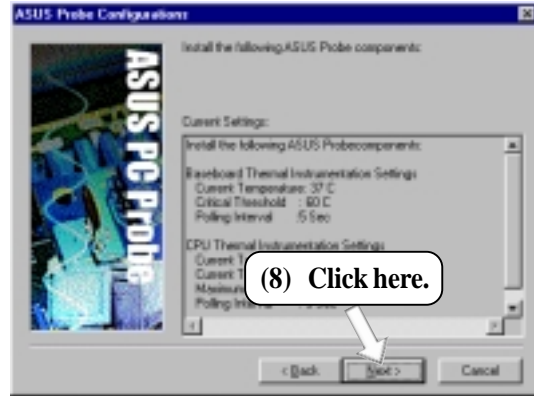 ASUS Probe Configurations
ASUS PC Probe
Install the following ASUS Probe components:
Current Settings:
Install the following ASUS Probecomponents:
Baseboard Thermal Instrumentation Settings
Current Temperature: 37 C
Critical Threshold : 60 C
Polling Interval :5 Sec
CPU Thermal Instrumentation Settings
Current
Current
Maximum
Polling
(8) Click here.
< Back
Next >
Cancel